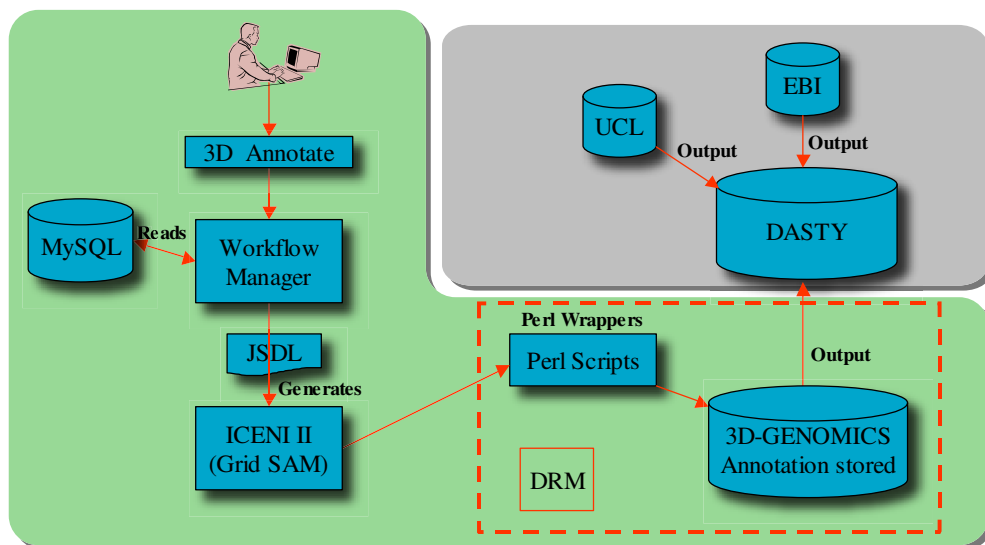 3D Annotate
MySQL
Reads
Workflow
Manager
JSDL
Generates
ICENI II
(Grid SAM)
UCL
EBI
Output
Output
DASTY
Perl Wrappers
Perl Scripts
Output
3D-GENOMICS
Annotation stored
DRM